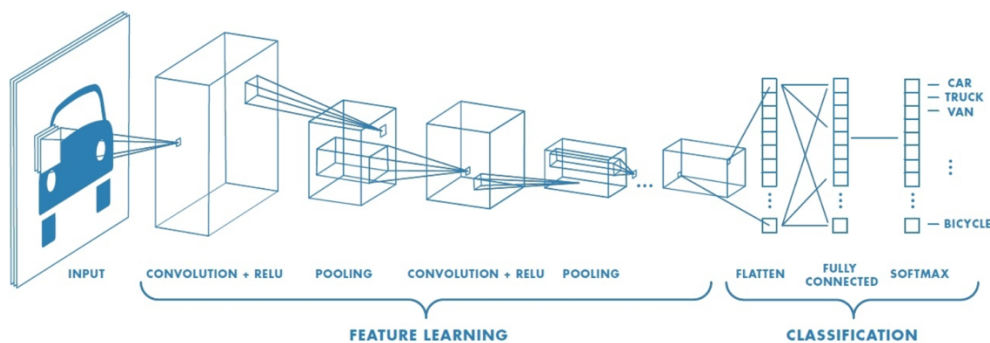 CAR
TRUCK
VAN
BICYCLE
INPUT
CONVOLUTION + RELU
POOLING
CONVOLUTION + RELU
POOLING
FLATTEN
FULLY
CONNECTED
SOFTMAX
FEATURE LEARNING
CLASSIFICATION